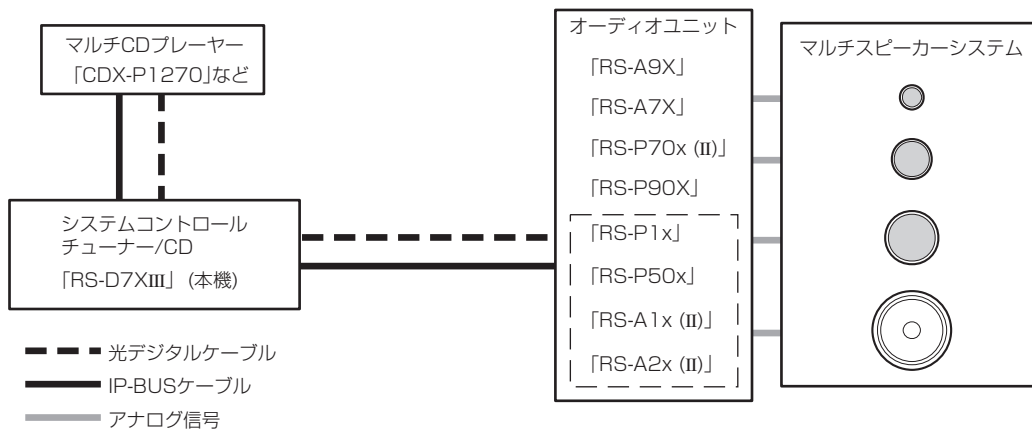 マルチCDプレーヤー
「CDX-P1270」など
システムコントロール
チューナー/CD
「RS-D7XⅢ」(本機)
オーディオユニット
「RS-A9X」
「RS-A7X」
「RS-P70x (Ⅱ)」
「RS-P90X」
「RS-P1x」
「RS-P50x」
「RS-A1x (Ⅱ)」
「RS-A2x (Ⅱ)」
マルチスピーカーシステム
光デジタルケーブル
IP-BUSケーブル
アナログ信号